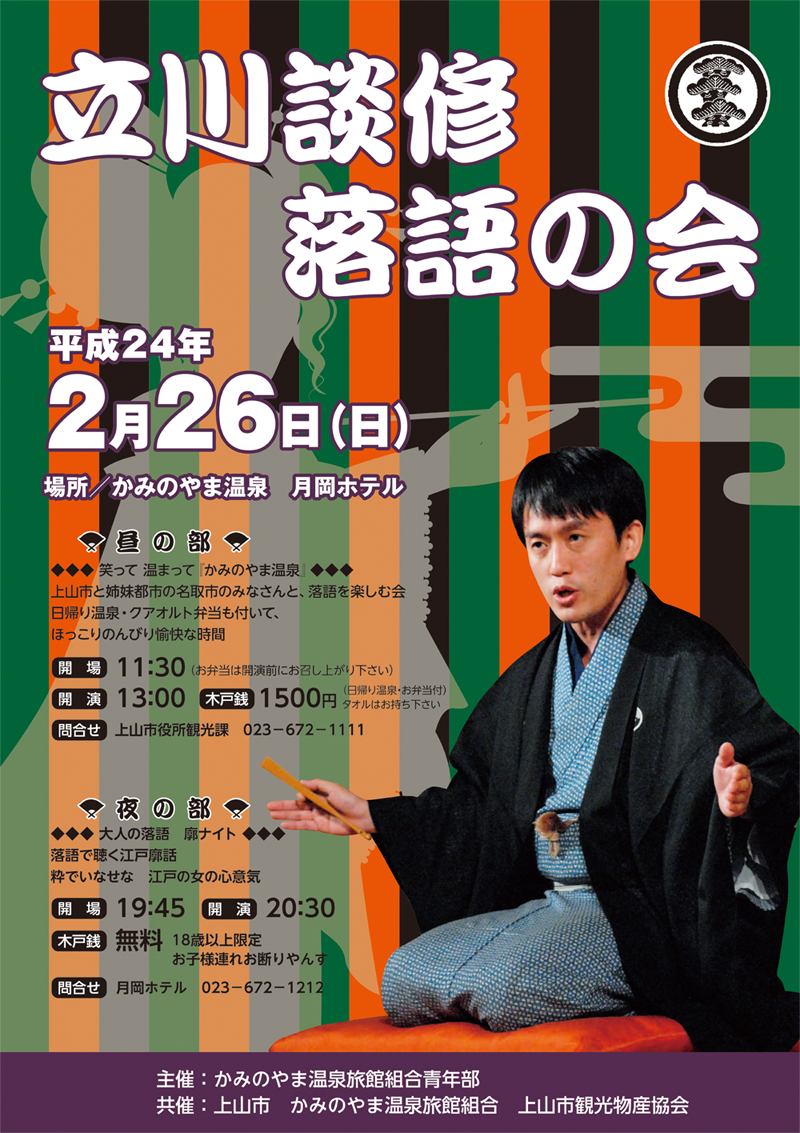 立川談修
落語の会
平成24年
2月26日(日)
場所／かみのやま温泉　月岡ホテル
昼の部
◆◆◆ 笑って 温まって『かみのやま温泉』 ◆◆◆
上山市と姉妹都市の名取市のみなさんと、落語を楽しむ会
日帰り温泉・クアオルト弁当も付いて、
ほっこりのんびり愉快な時間
開　場 11:30 (お弁当は開演前にお召し上がり下さい)
開　演 13:00 木戸銭 1500円 (日帰り温泉・お弁当付)
タオルはお持ち下さい
問合せ 上山市役所観光課　023－672－1111
夜の部
◆◆◆ 大人の落語　廓ナイト ◆◆◆
落語で聴く江戸廓話
粋でいなせな　江戸の女の心意気
開　場 19:45 開　演 20:30
木戸銭 無料 18歳以上限定
お子様連れお断りやんす
問合せ 月岡ホテル　023－672－1212
主催：かみのやま温泉旅館組合青年部
共催：上山市　かみのやま温泉旅館組合　上山市観光物産協会